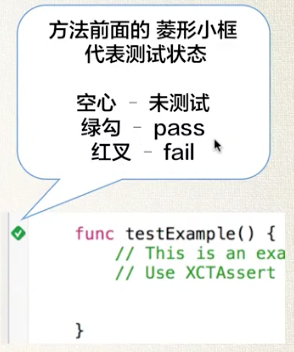 方法前面的 菱形小框
代表测试状态
空心 - 未测试
绿勾 - pass
红叉 - fail
func testExample() {
// This is an exa
// Use XCTAssert
}